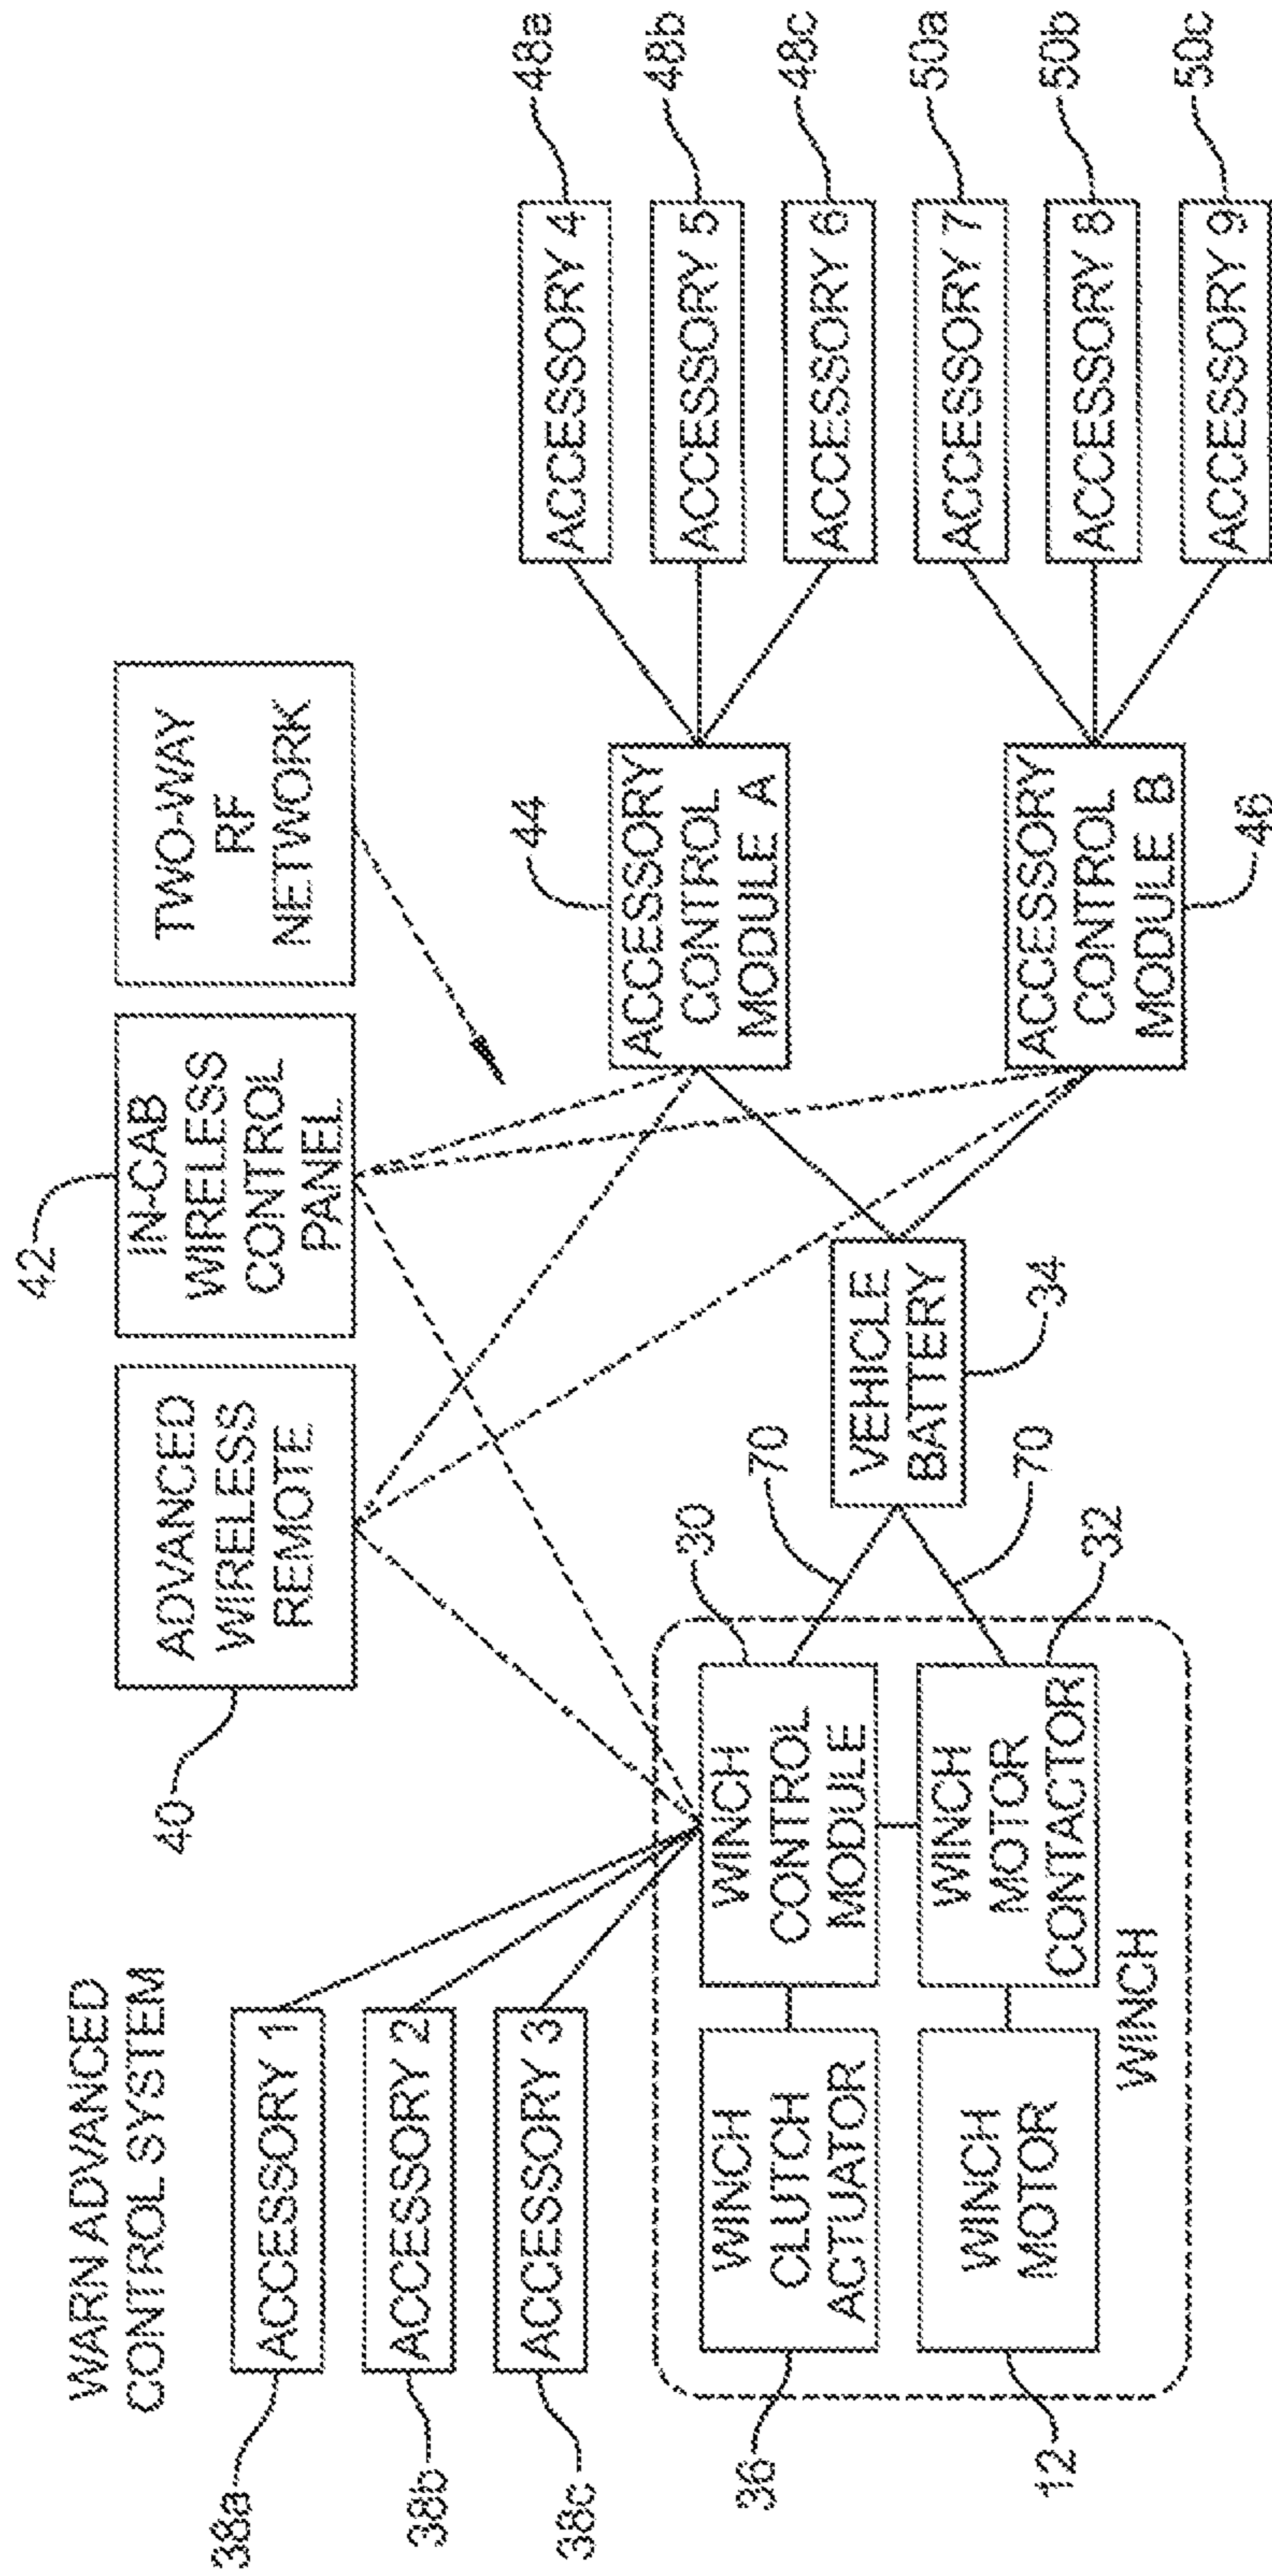 WARN ADVANCED
CONTROL SYSTEM
42
40
ADVANCED
WIRELESS
REMOTE
IN-CAB
WIRELESS
CONTROL
PANEL
TWO-WAY
RF
NETWORK
38a
ACCESSORY 1
38b
ACCESSORY 2
38c
ACCESSORY 3
36
WINCH
CLUTCH
ACTUATOR
30
WINCH
CONTROL
MODULE
12
WINCH
MOTOR
32
WINCH
MOTOR
CONTACTOR
WINCH
70
70
VEHICLE
BATTERY
34
44
ACCESSORY
CONTROL
MODULE A
ACCESSORY
CONTROL
MODULE B
46
ACCESSORY 4
48a
ACCESSORY 5
48b
ACCESSORY 6
48c
ACCESSORY 7
50a
ACCESSORY 8
50b
ACCESSORY 9
50c